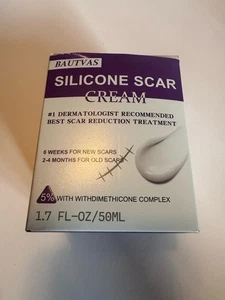 BAUTVAS
SILICONE SCAR
CREAM
#1 DERMATOLOGIST RECOMMENDED
BEST SCAR REDUCTION TREATMENT
8 WEEKS FOR NEW SCARS
2-4 MONTHS FOR OLD SCARS
5% WITH WITHDIMETHICONE COMPLEX
1.7 FL-OZ/50ML